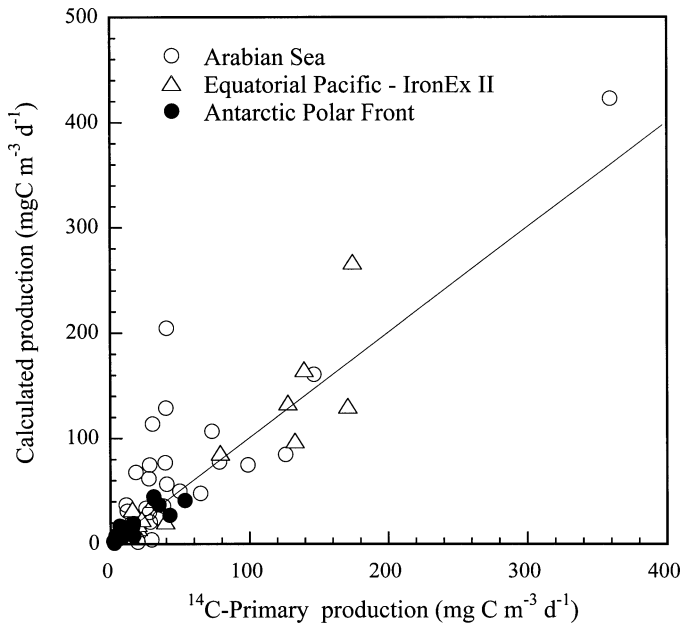 500
400
300
200
100
0
Calculated production (mgC m⁻³ d⁻¹)
Arabian Sea
Equatorial Pacific - IronEx II
Antarctic Polar Front
0 100 200 300 400
¹⁴C-Primary production (mg C m⁻³ d⁻¹)